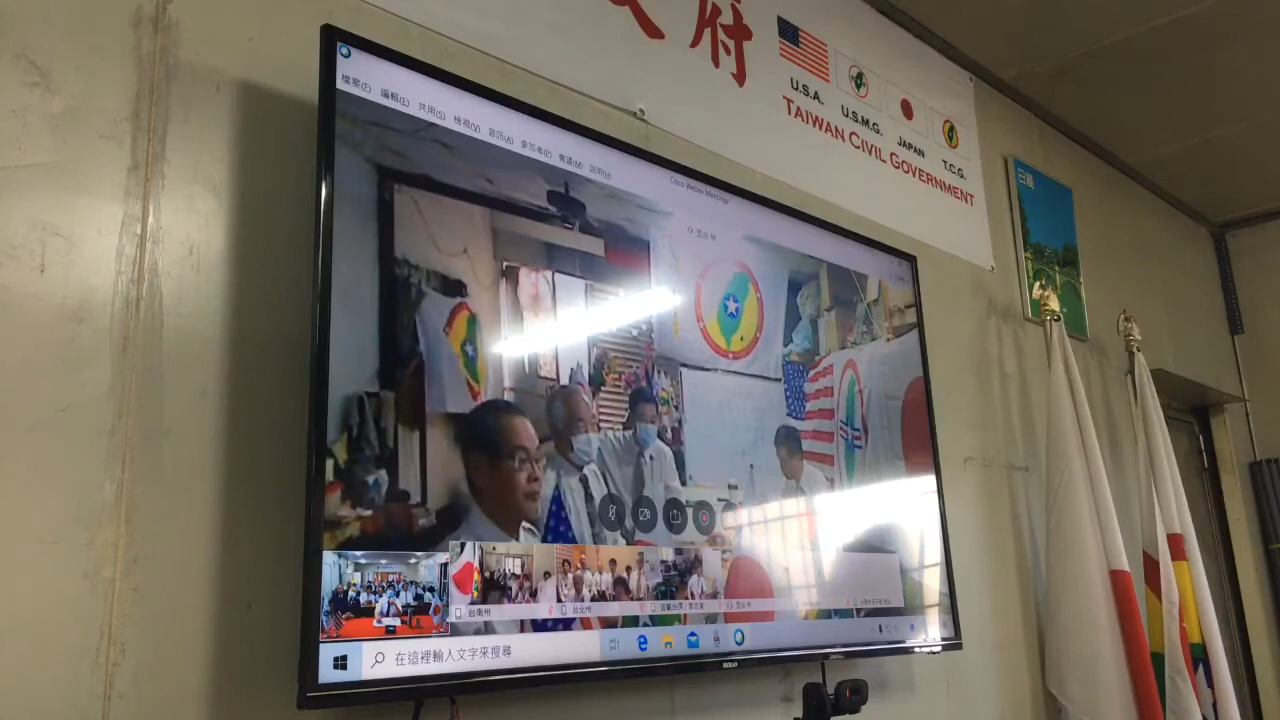 政府
U.S.A.
U.S.M.G.
JAPAN
T.C.G.
TAIWAN CIVIL GOVERNMENT
檔案(F) 編輯(E) 共用(S) 檢視(V) 音訊(A) 參加者(P) 會議(M) 說明(H)
Cisco Webex Meetings
台南州
台北州
在這裡輸入文字來搜尋
HERAN